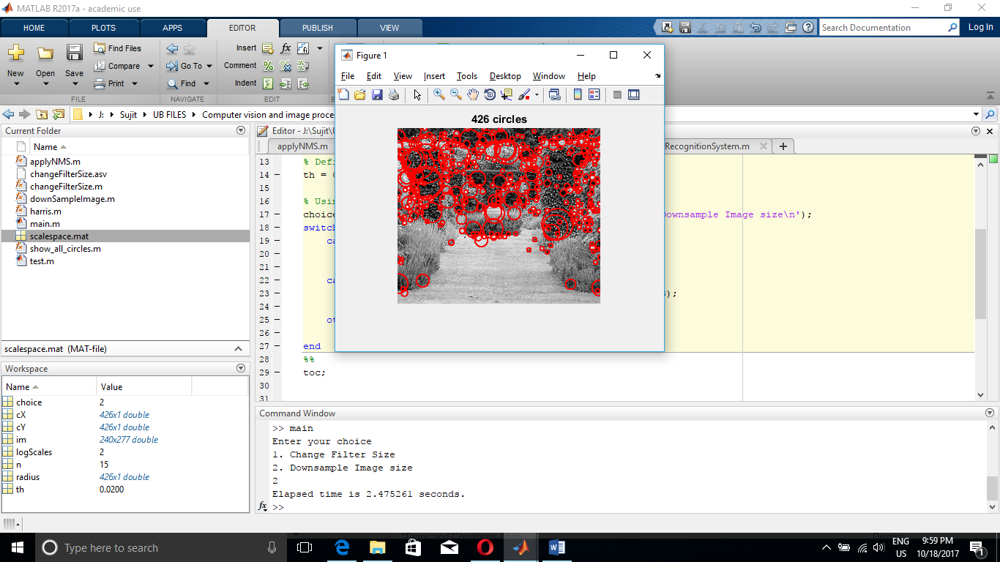 MATLAB R2017a - academic use
HOME PLOTS APPS EDITOR PUBLISH VIEW
Search Documentation Log In
New Open Save
Find Files
Compare
Print
Go To
Find
Insert fx
Comment
Indent
FILE NAVIGATE EDIT
J: Sujit UB FILES Computer vision and image proce
Current Folder
Name
applyNMS.m
changeFilterSize.asv
changeFilterSize.m
downSampleImage.m
harris.m
main.m
scalespace.mat
show_all_circles.m
test.m
scalespace.mat (MAT-file)
Workspace
Name Value
choice 2
cX 426x1 double
cY 426x1 double
im 240x277 double
logScales 2
n 15
radius 426x1 double
th 0.0200
Editor - J:\Sujit\U
applyNMS.m RecognitionSystem.m
13 % Defi
14 th =
15
16 % Usin
17 choice ownsample Image size\n');
18 switch
19 ca
20
21
22 ca
23 );
24
25 ot
26
27 end
28 %%
29 toc;
30
31
Figure 1
File Edit View Insert Tools Desktop Window Help
426 circles
Command Window
>> main
Enter your choice
1. Change Filter Size
2. Downsample Image size
2
Elapsed time is 2.475261 seconds.
fx >>
Type here to search
ENG
US
9:59 PM
10/18/2017
1